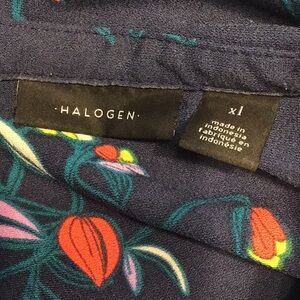 ·HALOGEN·
xl
made in
indonesia
fabriqué en
indonésie